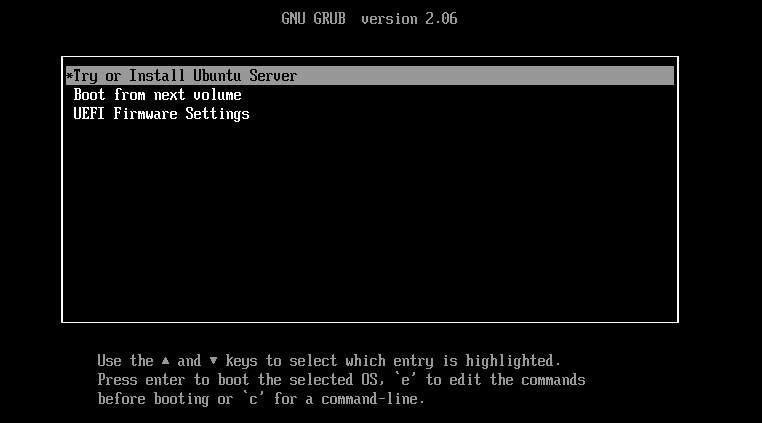 GNU GRUB  version 2.06
*Try or Install Ubuntu Server
Boot from next volume
UEFI Firmware Settings
Use the ▲ and ▼ keys to select which entry is highlighted.
Press enter to boot the selected OS, `e' to edit the commands
before booting or `c' for a command-line.